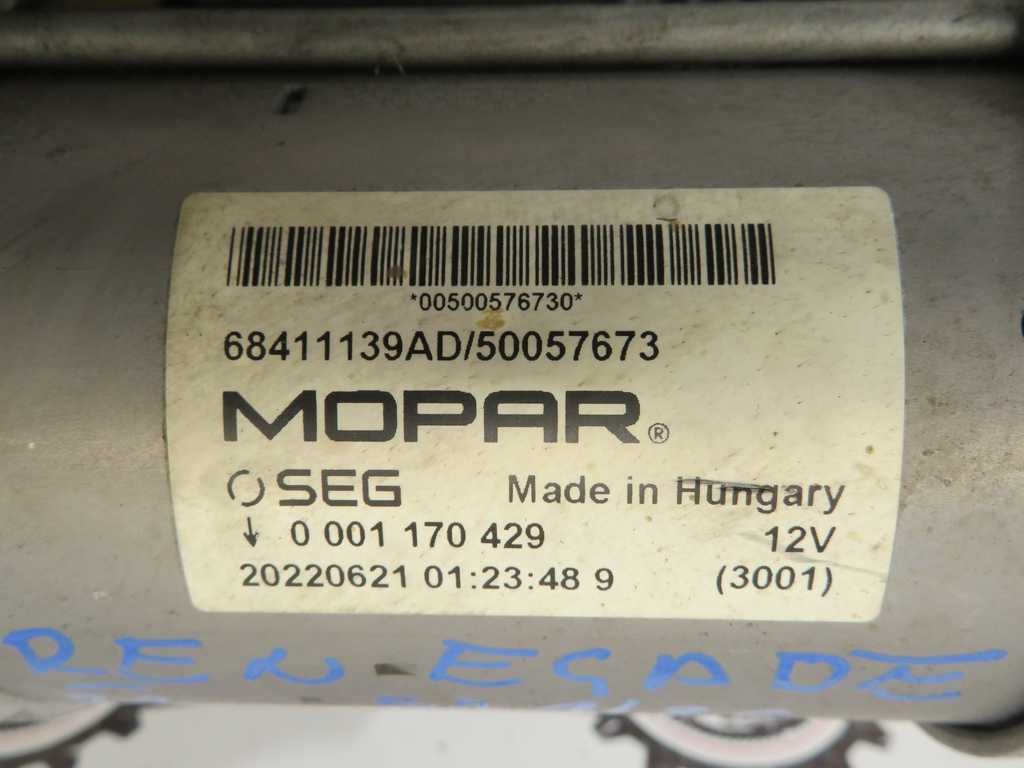 *00500576730*
68411139AD/50057673
MOPAR®
SEG Made in Hungary
0 001 170 429 12V
20220621 01:23:48 9 (3001)
RENEGADE